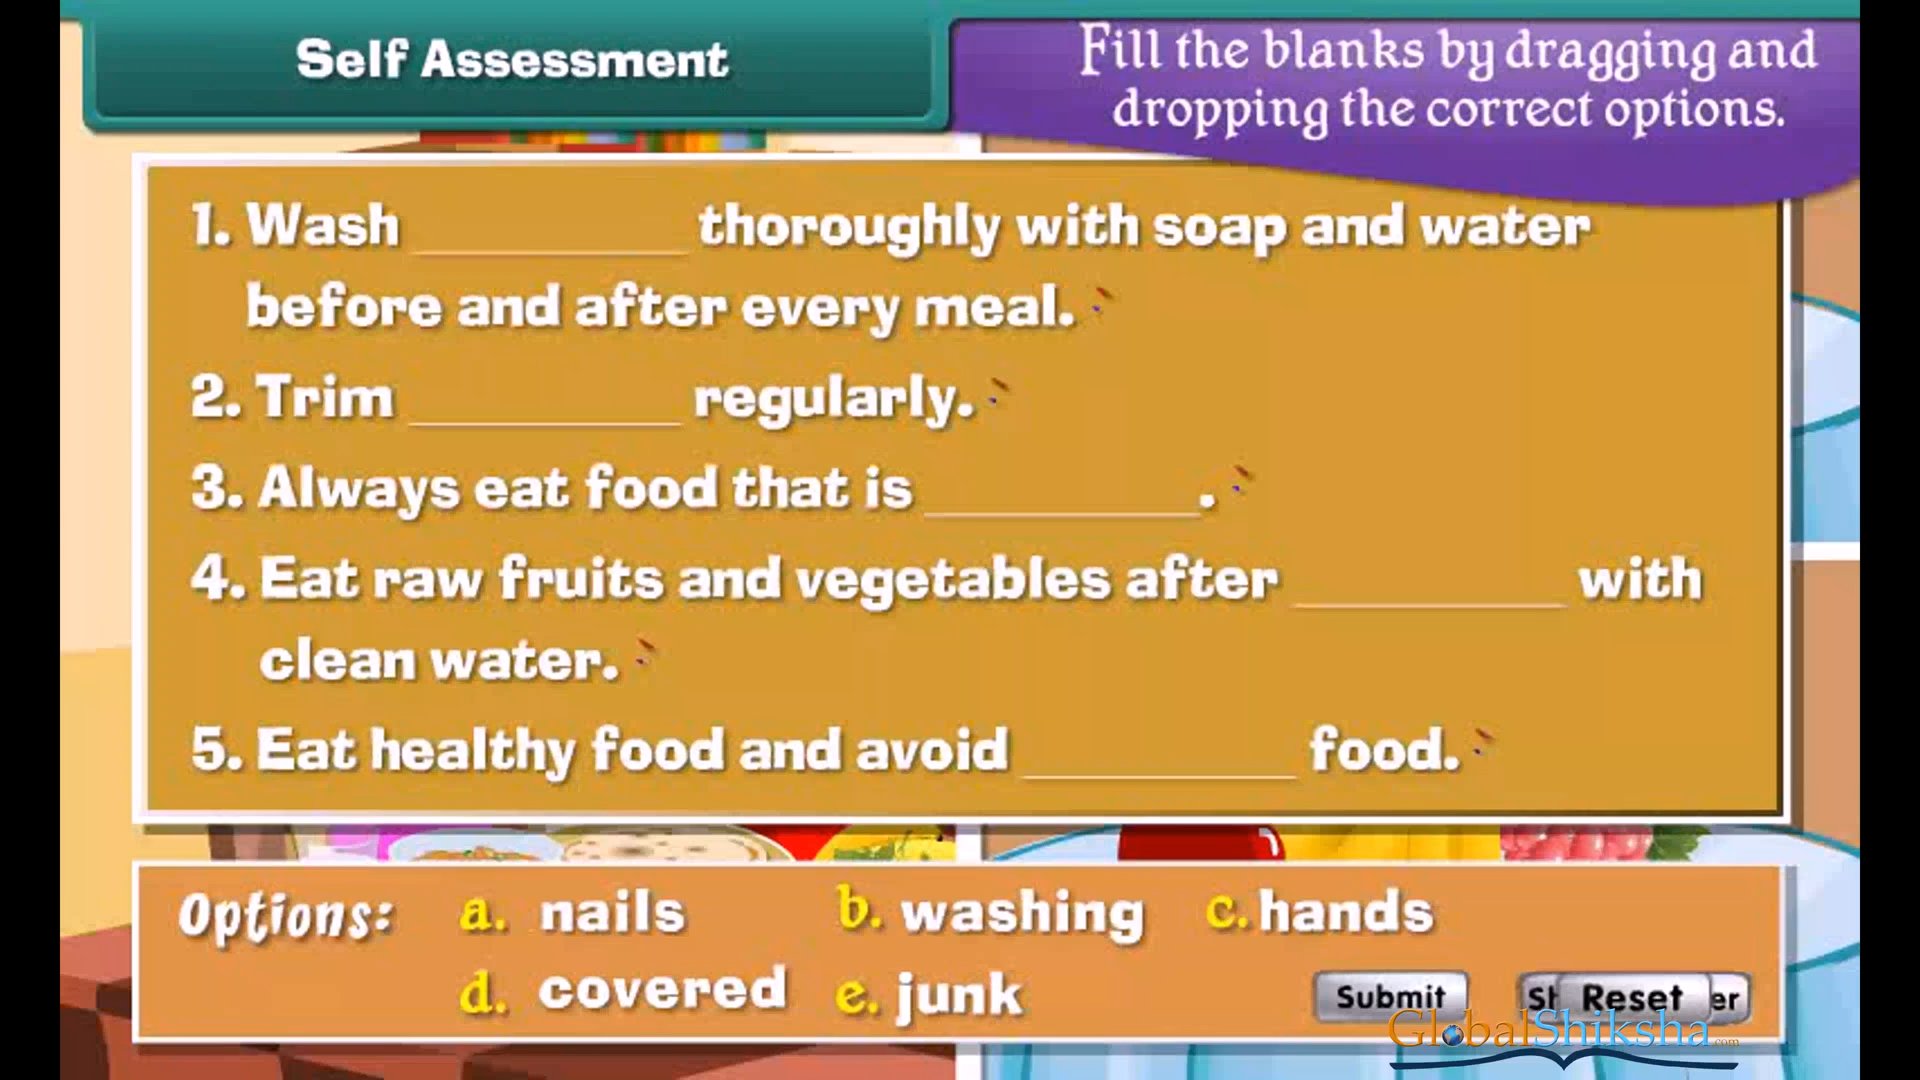 Self Assessment
Fill the blanks by dragging and
dropping the correct options.
1. Wash __________ thoroughly with soap and water
before and after every meal.
2. Trim __________ regularly.
3. Always eat food that is __________.
4. Eat raw fruits and vegetables after __________ with
clean water.
5. Eat healthy food and avoid __________ food.
Options: a. nails b. washing c. hands
d. covered e. junk
Submit Reset
GlobalShiksha.com